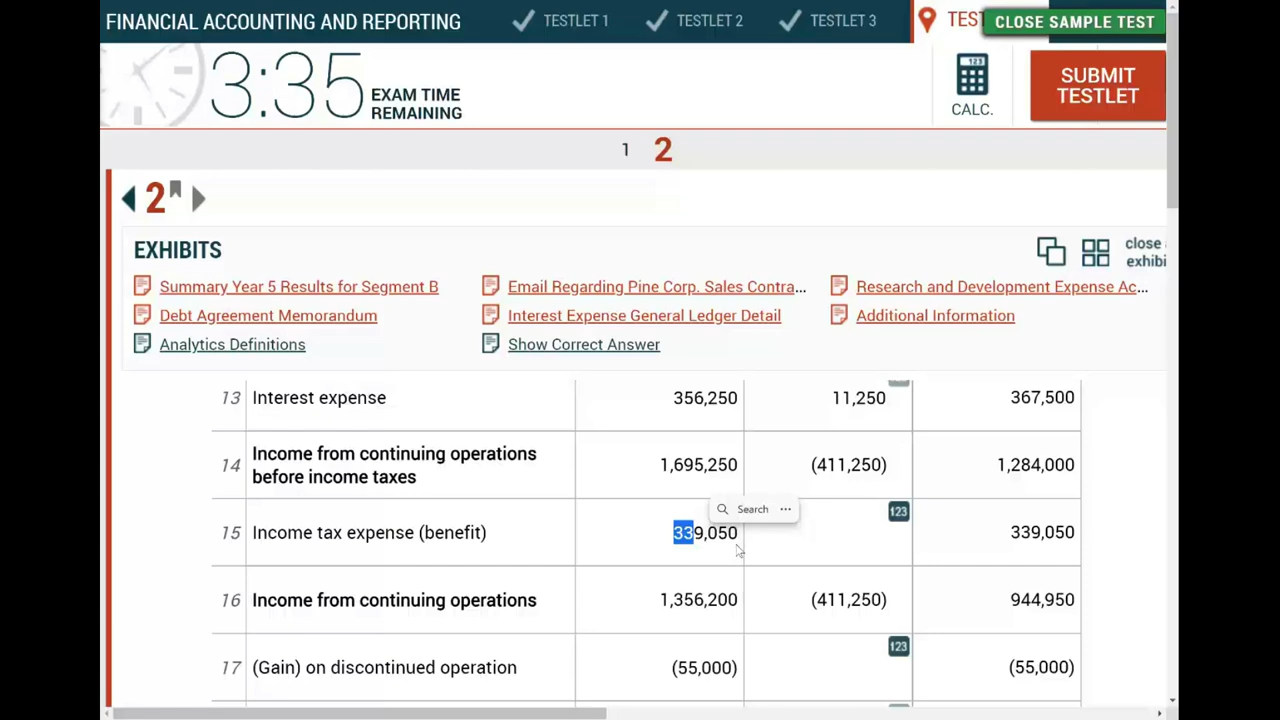 FINANCIAL ACCOUNTING AND REPORTING TESTLET 1 TESTLET 2 TESTLET 3 CLOSE SAMPLE TEST
3:35 EXAM TIME REMAINING
123
CALC.
SUBMIT TESTLET
1 2
2
EXHIBITS
close
Summary Year 5 Results for Segment B Email Regarding Pine Corp. Sales Contra... Research and Development Expense Ac...
Debt Agreement Memorandum Interest Expense General Ledger Detail Additional Information
Analytics Definitions Show Correct Answer
13 Interest expense 356,250 11,250 367,500
14 Income from continuing operations before income taxes 1,695,250 (411,250) 1,284,000
Search ...
123
15 Income tax expense (benefit) 339,050 339,050
16 Income from continuing operations 1,356,200 (411,250) 944,950
123
17 (Gain) on discontinued operation (55,000) (55,000)